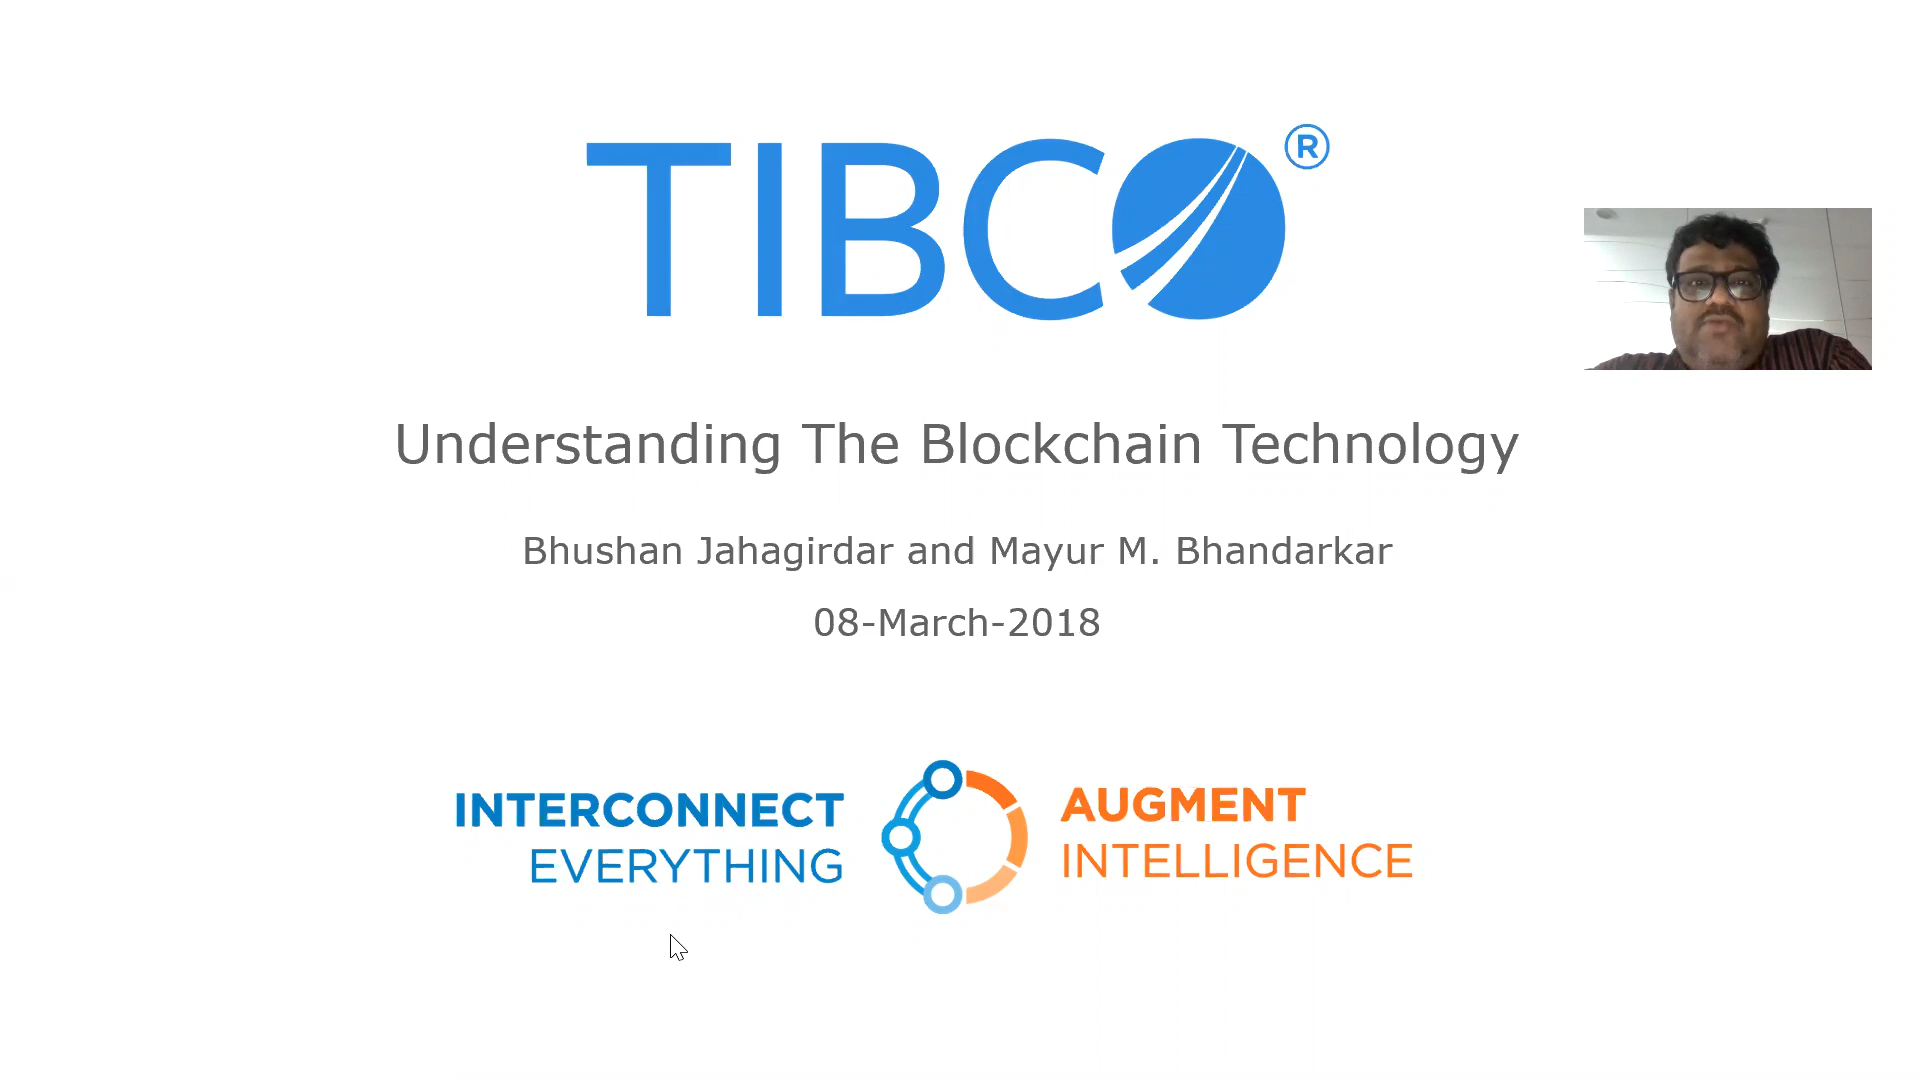 TIBCO®
Understanding The Blockchain Technology
Bhushan Jahagirdar and Mayur M. Bhandarkar
08-March-2018
INTERCONNECT
EVERYTHING
AUGMENT
INTELLIGENCE